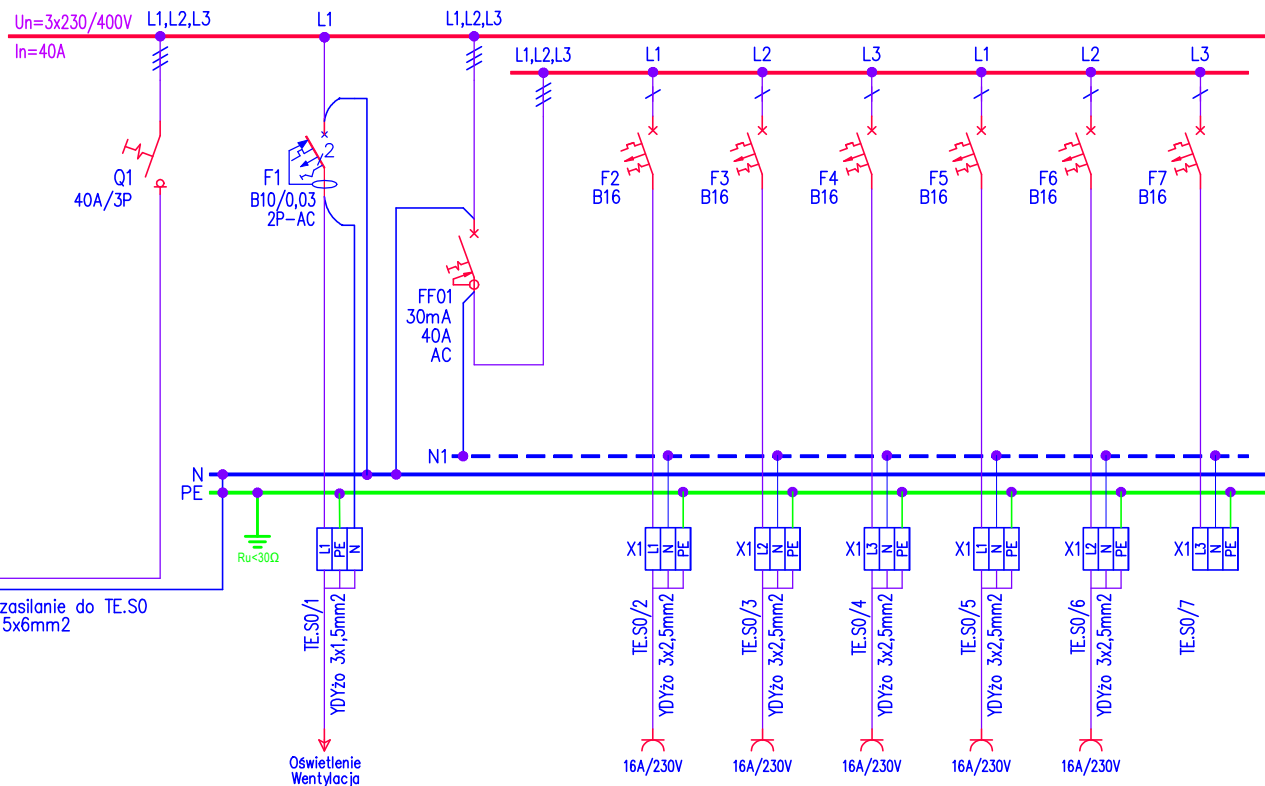 Un=3x230/400V
In=40A
L1,L2,L3
L1
L1,L2,L3
L1,L2,L3
L1
L2
L3
L1
L2
L3
Q1
40A/3P
2
F1
B10/0,03
2P-AC
FF01
30mA
40A
AC
F2
B16
F3
B16
F4
B16
F5
B16
F6
B16
F7
B16
N1
N
PE
Ru<30Ω
L1
PE
N
X1
L1
N
PE
X1
L2
N
PE
X1
L3
N
PE
X1
L1
N
PE
X1
L2
N
PE
X1
L3
N
PE
zasilanie do TE.S0
5x6mm2
TE.S0/1
YDYżo 3x1,5mm2
TE.S0/2
YDYżo 3x2,5mm2
TE.S0/3
YDYżo 3x2,5mm2
TE.S0/4
YDYżo 3x2,5mm2
TE.S0/5
YDYżo 3x2,5mm2
TE.S0/6
YDYżo 3x2,5mm2
TE.S0/7
Oświetlenie
Wentylacja
16A/230V
16A/230V
16A/230V
16A/230V
16A/230V